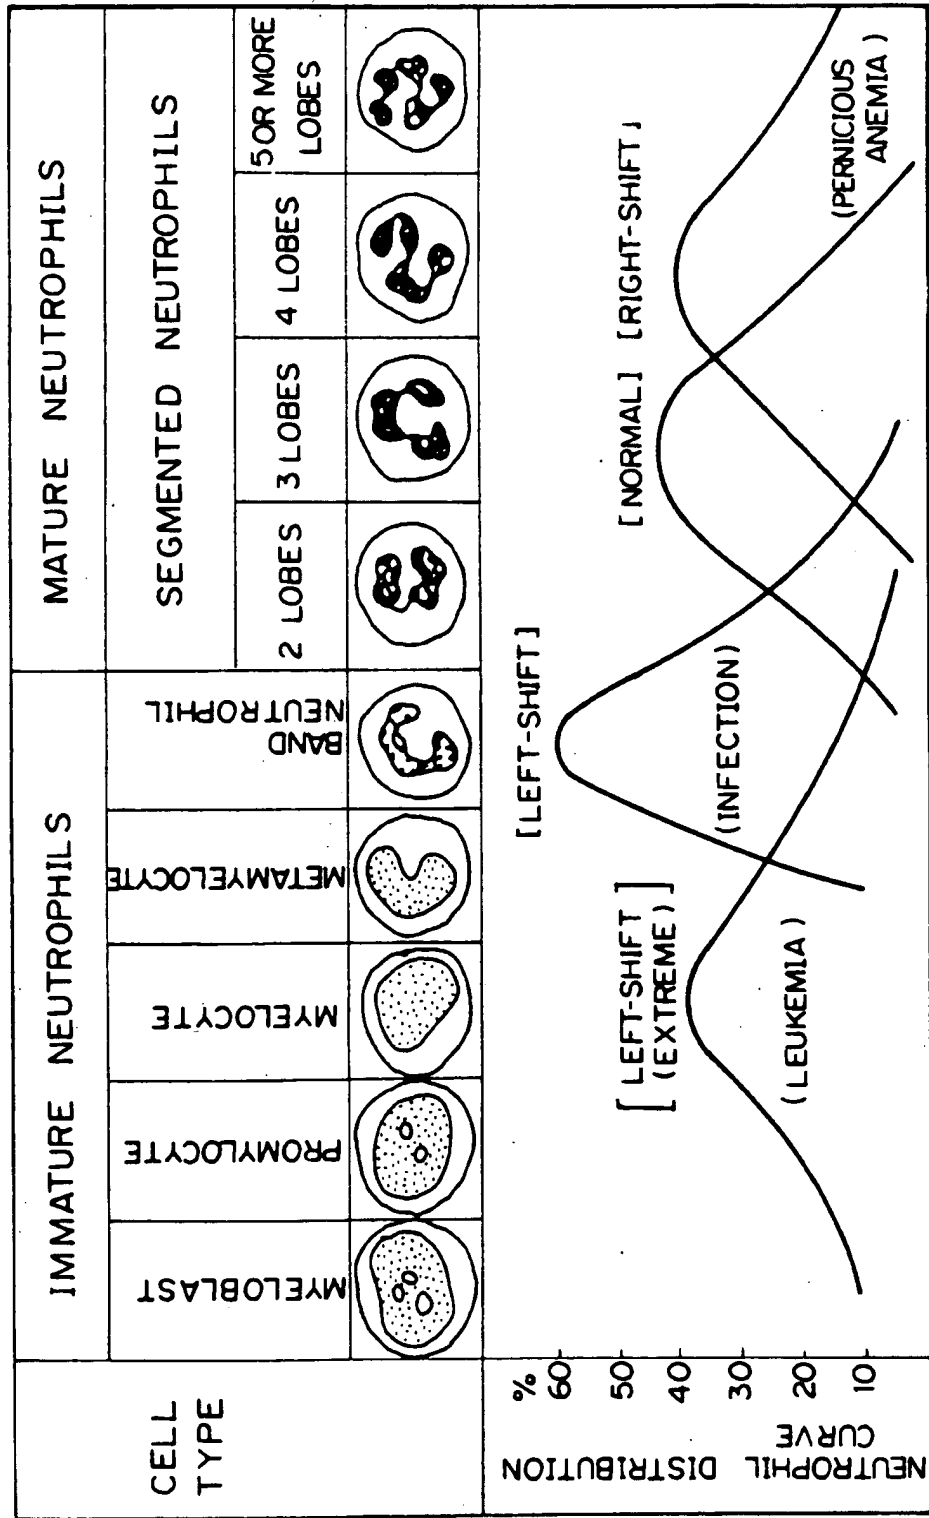 CELL
TYPE
IMMATURE NEUTROPHILS
MATURE NEUTROPHILS
SEGMENTED NEUTROPHILS
MYELOBLAST
PROMYLOCYTE
MYELOCYTE
METAMYELOCYTE
BAND
NEUTROPHIL
2 LOBES
3 LOBES
4 LOBES
5 OR MORE
LOBES
NEUTROPHIL DISTRIBUTION
CURVE
%
60
50
40
30
20
10
[LEFT-SHIFT
(EXTREME)]
(LEUKEMIA)
[LEFT-SHIFT]
(INFECTION)
[NORMAL]
[RIGHT-SHIFT]
(PERNICIOUS
ANEMIA)